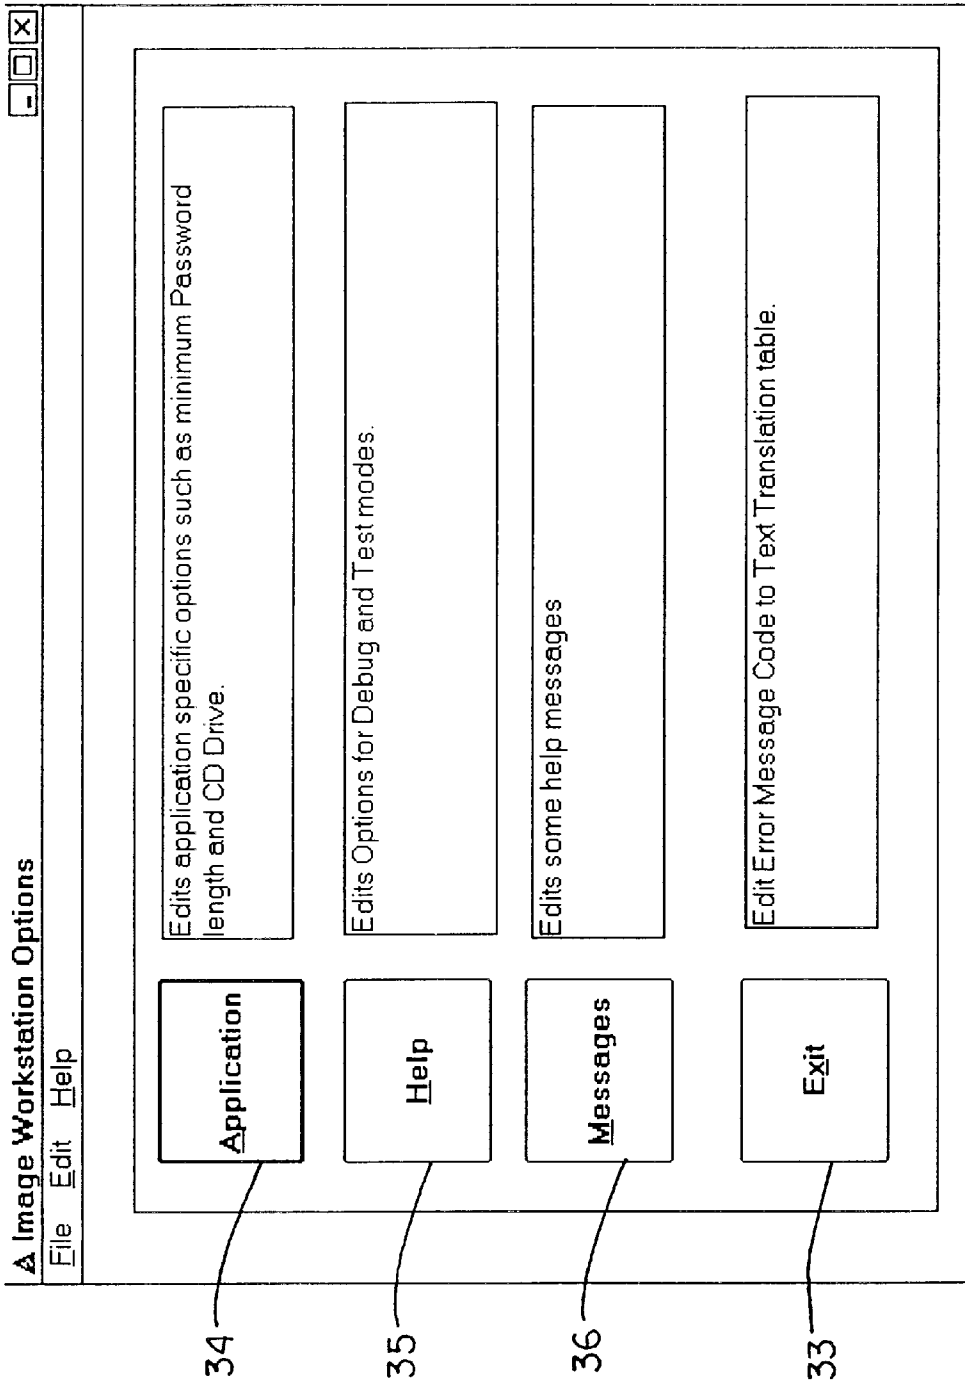 Image Workstation Options
File Edit Help
34
Application
Edits application specific options such as minimum Password
length and CD Drive.
35
Help
Edits Options for Debug and Test modes.
36
Messages
Edits some help messages
33
Exit
Edit Error Message Code to Text Translation table.